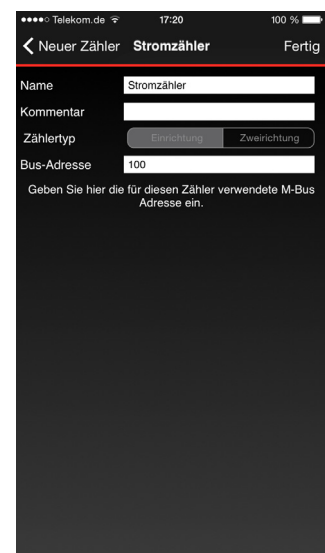 Telekom.de 17:20 100 %
Neuer Zähler Stromzähler Fertig
Name Stromzähler
Kommentar
Zählertyp Einrichtung Zweirichtung
Bus-Adresse 100
Geben Sie hier die für diesen Zähler verwendete M-Bus
Adresse ein.